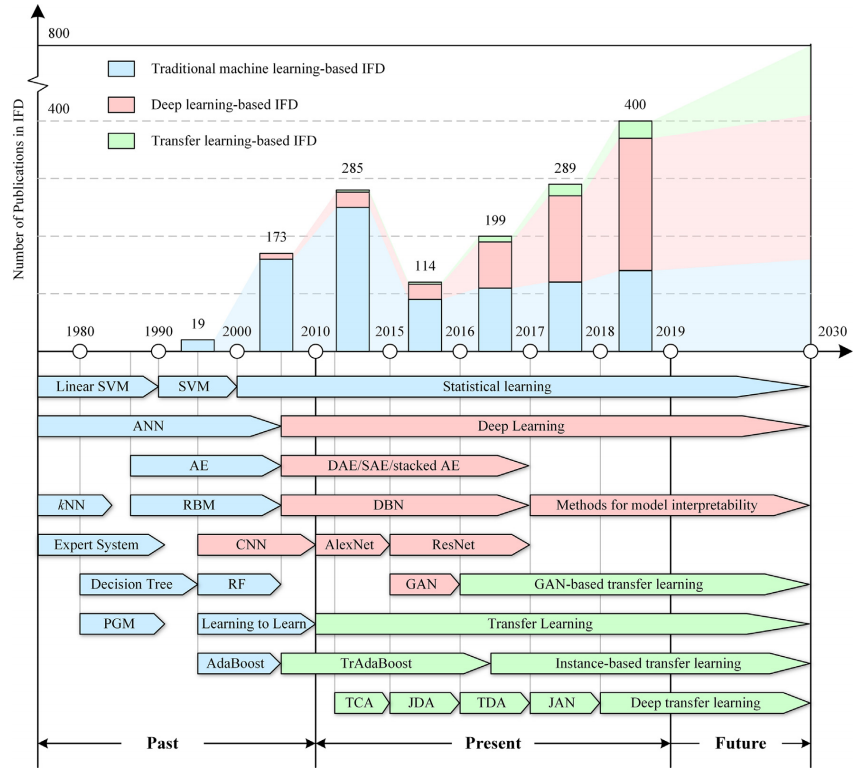 800
Traditional machine learning-based IFD
Deep learning-based IFD
400
Transfer learning-based IFD
Number of Publications in IFD
400
285
289
199
173
114
19
1980
1990
2000
2010
2015
2016
2017
2018
2019
2030
Linear SVM
SVM
Statistical learning
ANN
Deep Learning
AE
DAE/SAE/stacked AE
kNN
RBM
DBN
Methods for model interpretability
Expert System
CNN
AlexNet
ResNet
Decision Tree
RF
GAN
GAN-based transfer learning
PGM
Learning to Learn
Transfer Learning
AdaBoost
TrAdaBoost
Instance-based transfer learning
TCA
JDA
TDA
JAN
Deep transfer learning
Past
Present
Future